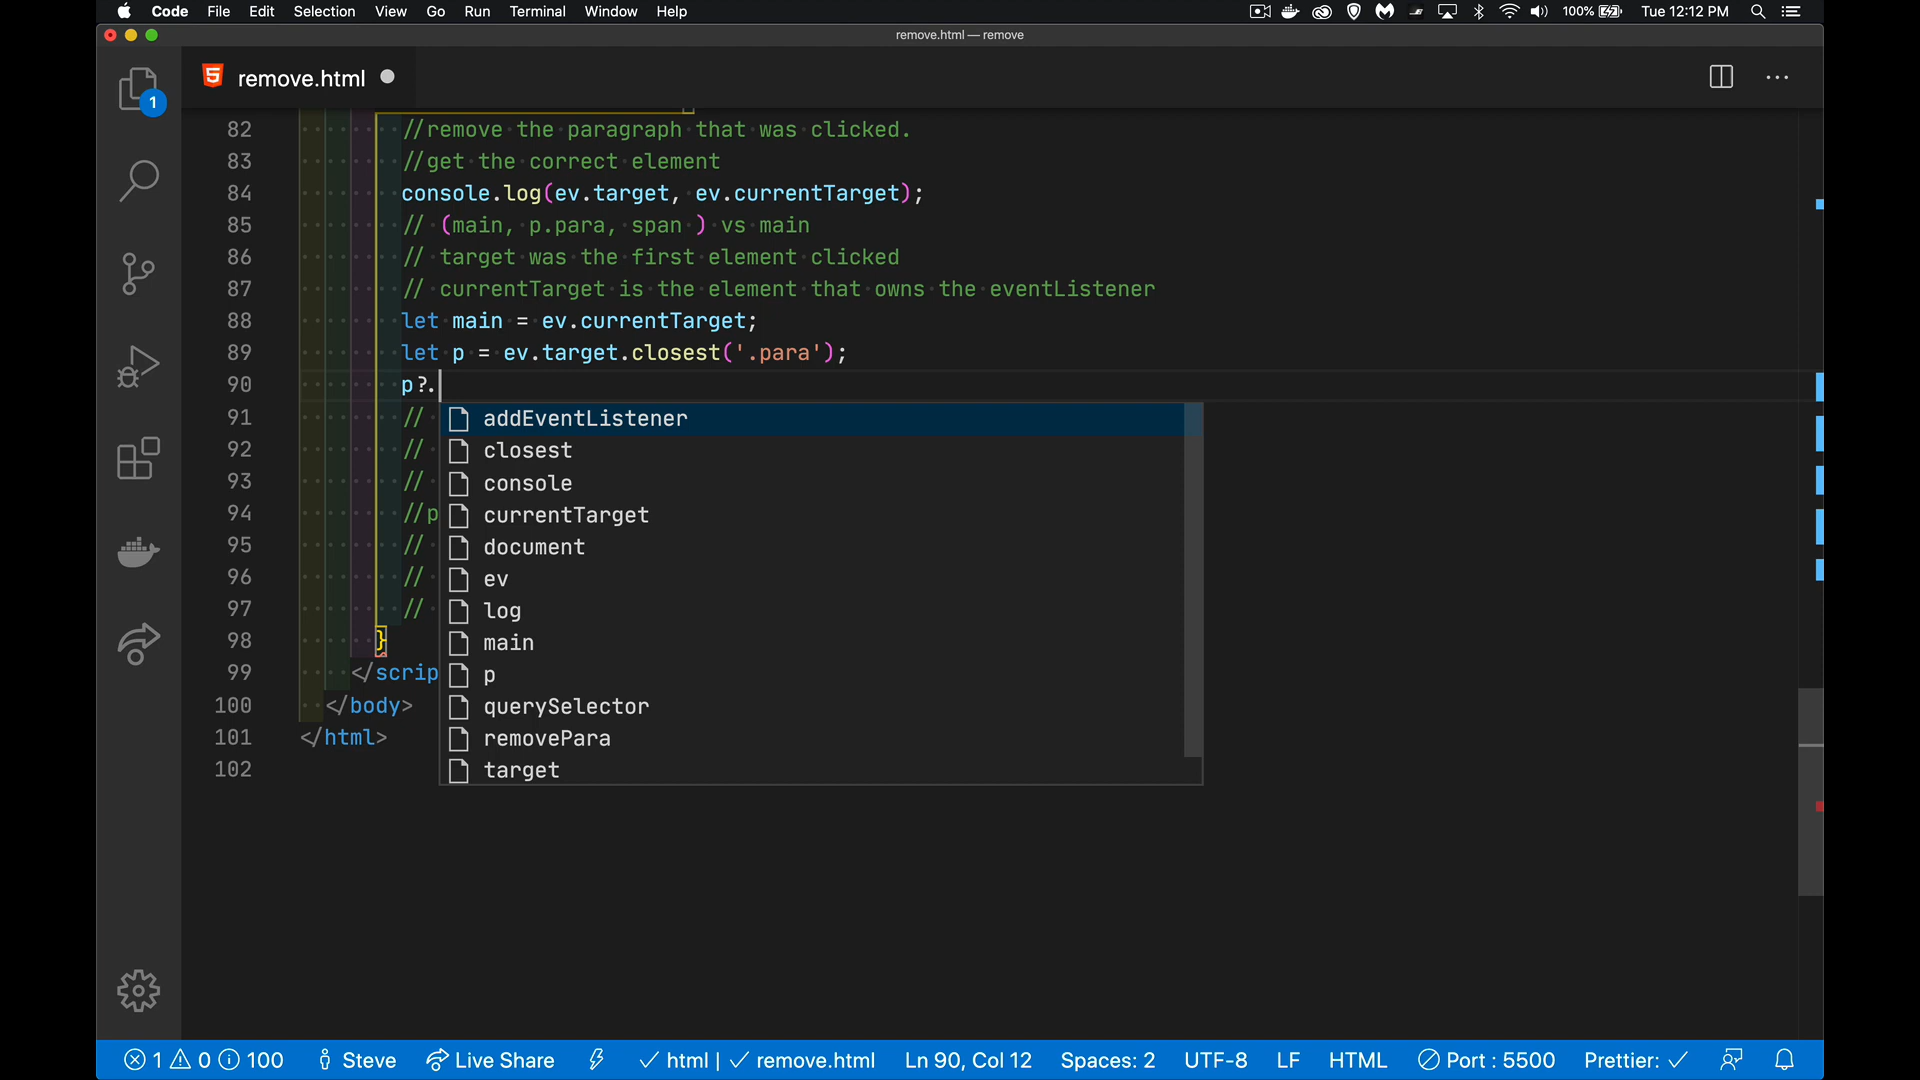 Code File Edit Selection View Go Run Terminal Window Help 100% Tue 12:12 PM
remove.html — remove
remove.html
1
82 //remove the paragraph that was clicked.
83 //get the correct element
84 console.log(ev.target, ev.currentTarget);
85 // (main, p.para, span ) vs main
86 // target was the first element clicked
87 // currentTarget is the element that owns the eventListener
88 let main = ev.currentTarget;
89 let p = ev.target.closest('.para');
90 p?.
91 // addEventListener
92 // closest
93 // console
94 //p currentTarget
95 // document
96 // ev
97 // log
98 } main
99 </scrip p
100 </body> querySelector
101 </html> removePara
102 target
1 0 100 Steve Live Share html | remove.html Ln 90, Col 12 Spaces: 2 UTF-8 LF HTML Port : 5500 Prettier: